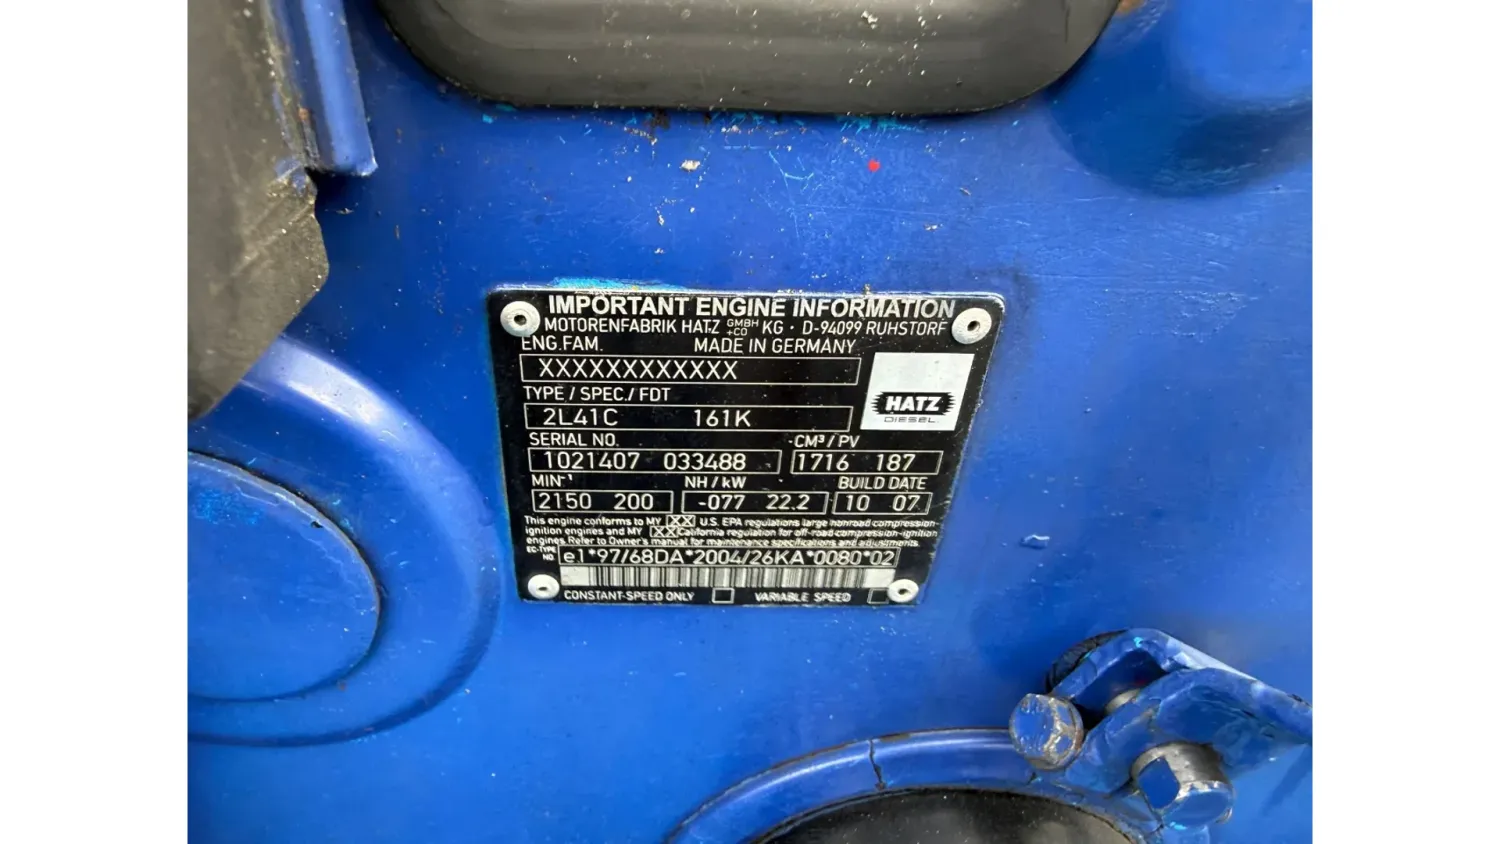 IMPORTANT ENGINE INFORMATION
MOTORENFABRIK HATZ GMBH +CO KG · D-94099 RUHSTORF
ENG.FAM. MADE IN GERMANY
XXXXXXXXXXXX
TYPE / SPEC./ FDT
2L41C 161K
HATZ
DIESEL
SERIAL NO. CM³/ PV
1021407 033488 1716 187
MIN-¹ NH / kW BUILD DATE
2150 200 -077 22.2 10 07
This engine conforms to MY XX U.S. EPA regulations large nonroad compression-
ignition engines and MY XX California regulation for off-road compression-ignition
engines. Refer to Owner's manual for maintenance specifications and adjustments.
EC-TYPE NO. e1*97/68DA*2004/26KA*0080*02
CONSTANT-SPEED ONLY VARIABLE SPEED